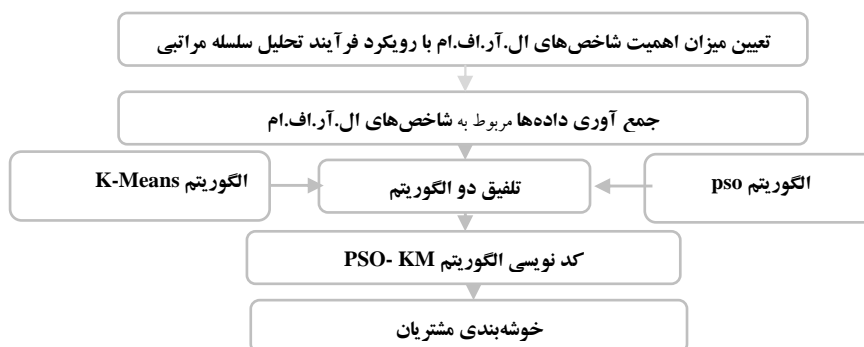 تعیین میزان اهمیت شاخص‌های ال.آر.اف.ام با رویکرد فرآیند تحلیل سلسله مراتبی
جمع آوری داده‌ها مربوط به شاخص‌های ال.آر.اف.ام
الگوریتم pso
تلفیق دو الگوریتم
الگوریتم K-Means
کد نویسی الگوریتم PSO- KM
خوشه‌بندی مشتریان